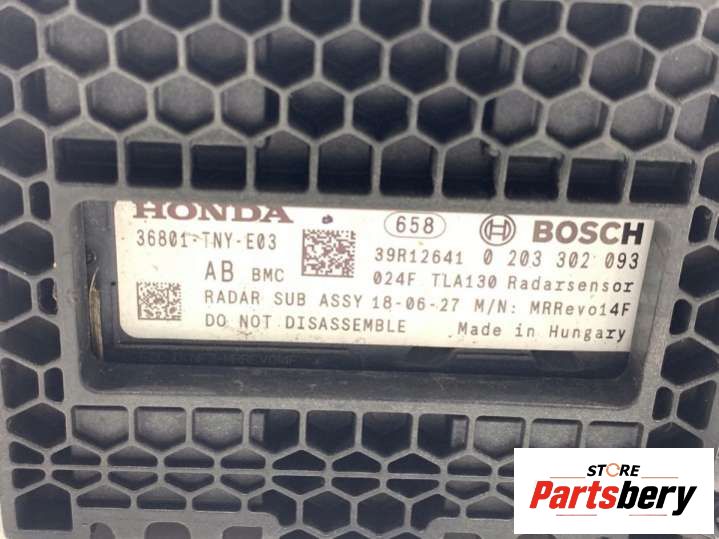 HONDA
658
BOSCH
36801-TNY-E03
39R12641 0 203 302 093
AB BMC
024F TLA130 Radarsensor
RADAR SUB ASSY 18-06-27 M/N: MRRevo14F
DO NOT DISASSEMBLE
Made in Hungary
STORE
Partsbery